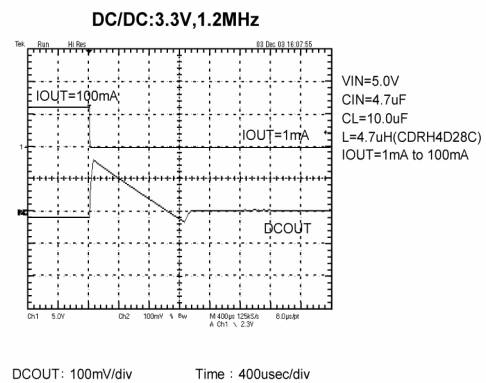 DC/DC:3.3V,1.2MHz
Tek Run Hi Res 03 Dec 03 16:07:55
IOUT=100mA
IOUT=1mA
1
DCOUT
VIN=5.0V
CIN=4.7uF
CL=10.0uF
L=4.7uH(CDRH4D28C)
IOUT=1mA to 100mA
Ch1 5.0V Ch2 100mV % Bw M 400µs 125kS/s 8.0µs/pt
A Ch1 \ 2.3V
DCOUT: 100mV/div Time : 400usec/div